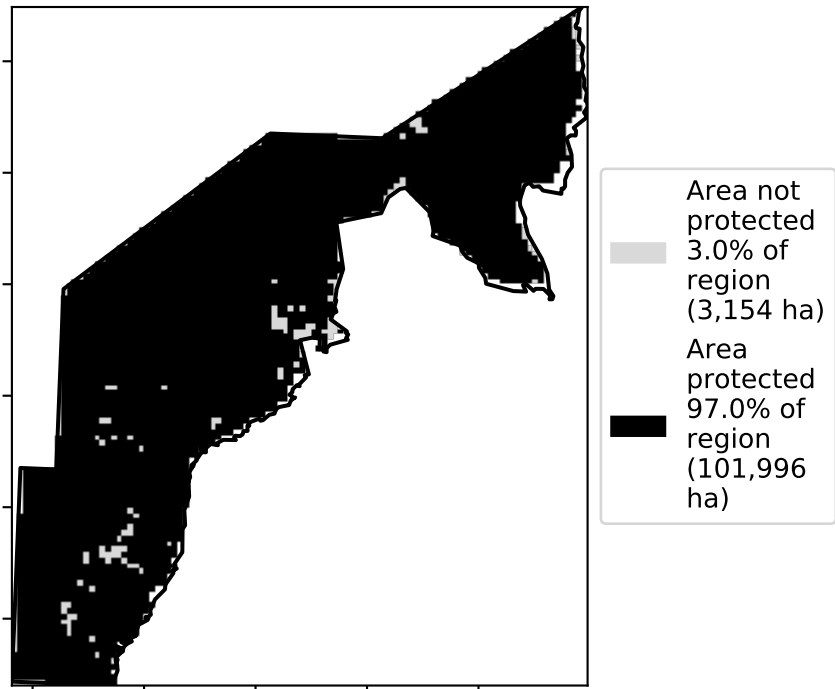 Area not
protected
3.0% of
region
(3,154 ha)
Area
protected
97.0% of
region
(101,996
ha)